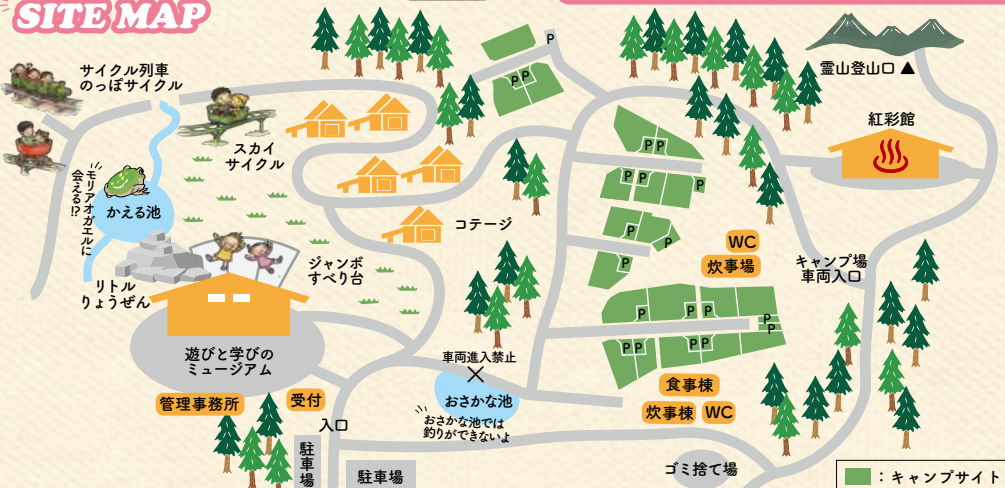 SITE MAP
サイクル列車
のっぽサイクル
スカイ
サイクル
モリアオガエルに
会える!?
かえる池
リトル
りょうぜん
ジャンボ
すべり台
コテージ
遊びと学びの
ミュージアム
管理事務所
受付
入口
駐車場
駐車場
車両進入禁止
おさかな池
おさかな池では
釣りができないよ
P
P P
P P
P P
P
P
P
P
P
P P
P
P
P P
P P
WC
炊事場
食事棟
炊事棟
WC
ゴミ捨て場
霊山登山口 ▲
紅彩館
キャンプ場
車両入口
:キャンプサイト